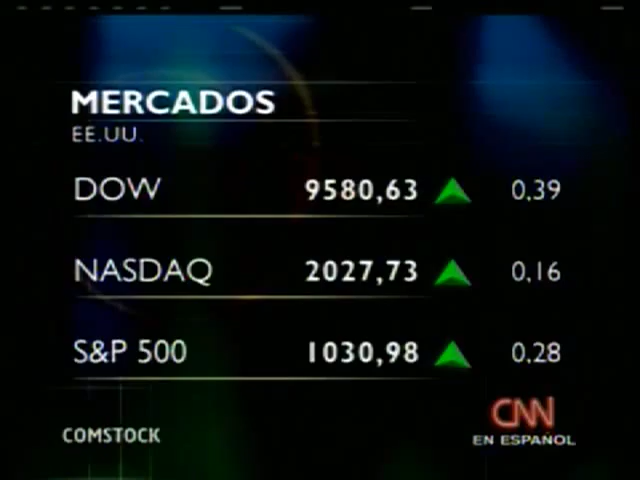 MERCADOS
EE.UU.
DOW 9580,63 0,39
NASDAQ 2027,73 0,16
S&P 500 1030,98 0,28
COMSTOCK
CNN
EN ESPAÑOL